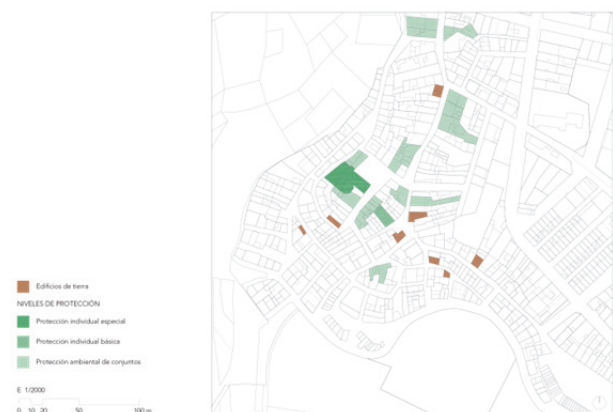 Edificios de tierra
NIVELES DE PROTECCIÓN
Protección individual especial
Protección individual básica
Protección ambiental de conjuntos
E 1/2000
0 10 20 50 100 m